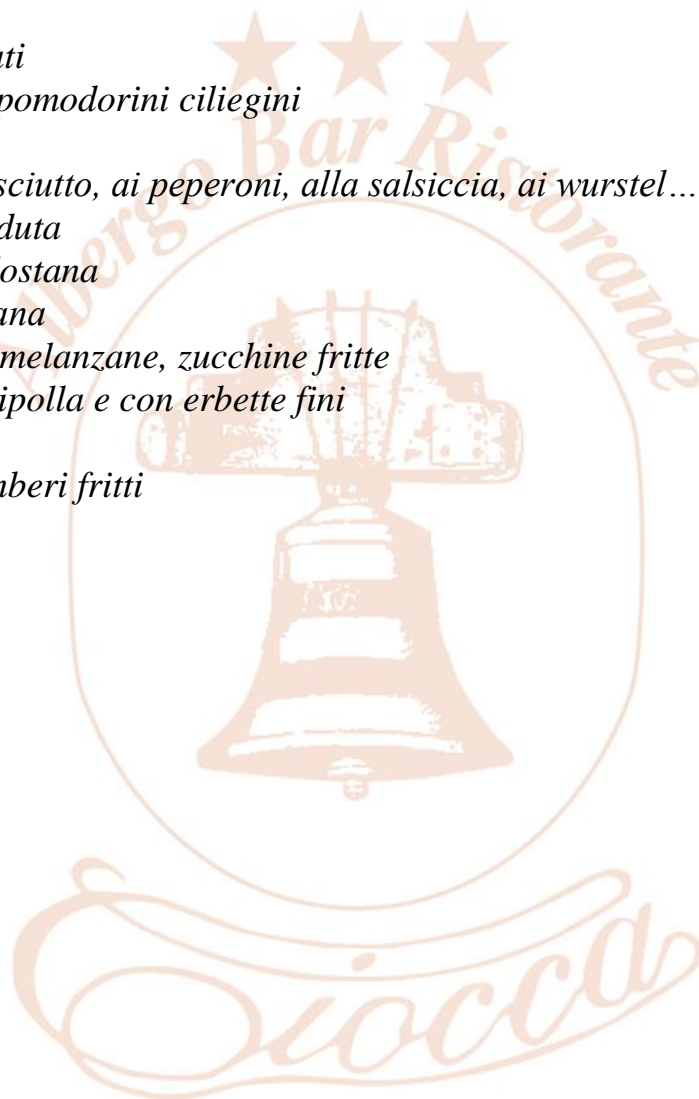 ti
pomodorini ciliegini
sciutto, ai peperoni, alla salsiccia, ai wurstel...
duta
ostana
ana
melanzane, zucchine fritte
ipolla e con erbette fini
mberi fritti
Albergo Bar Ristorante
Ciocca